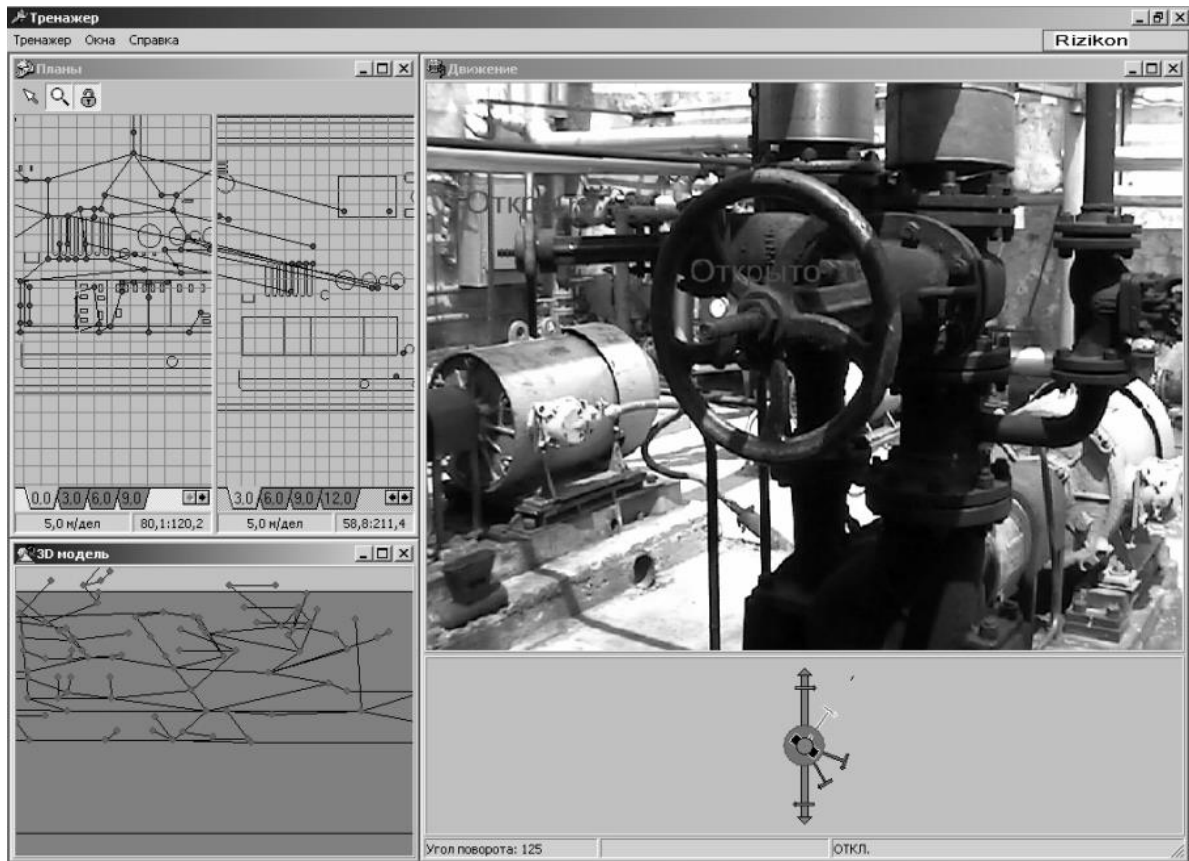 Тренажер
Тренажер Окна Справка
Rizikon
Планы
0,0 3,0 6,0 9,0
3,0 6,0 9,0 12,0
5,0 м/дел 80,1:120,2
5,0 м/дел 58,8:211,4
3D модель
Движение
Открыто
Открыто
Угол поворота: 125
ОТКЛ.